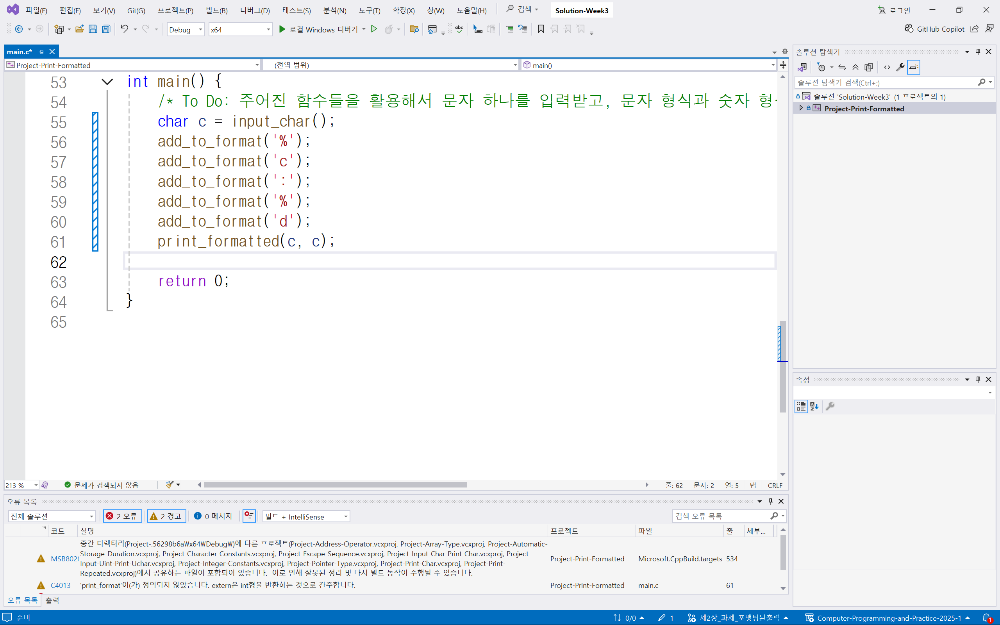 파일(F) 편집(E) 보기(V) Git(G) 프로젝트(P) 빌드(B) 디버그(D) 테스트(S) 분석(N) 도구(T) 확장(X) 창(W) 도움말(H) 검색 Solution-Week3 로그인
Debug x64 로컬 Windows 디버거 abc GitHub Copilot
main.c*
Project-Print-Formatted (전역 범위) main()
53 int main() {
54 /* To Do: 주어진 함수들을 활용해서 문자 하나를 입력받고, 문자 형식과 숫자
55 char c = input_char();
56 add_to_format('%');
57 add_to_format('c');
58 add_to_format(':');
59 add_to_format('%');
60 add_to_format('d');
61 print_formatted(c, c);
62
63 return 0;
64 }
65
213 % 문제가 검색되지 않음 줄: 62 문자: 2 열: 5 탭 CRLF
솔루션 탐색기
솔루션 탐색기 검색(Ctrl+;)
솔루션 'Solution-Week3' (1 프로젝트의 1)
Project-Print-Formatted
속성
오류 목록
전체 솔루션 2 오류 2 경고 0 메시지 빌드 + IntelliSense 검색 오류 목록
코드 설명 프로젝트 파일 줄 세부...
MSB8028 중간 디렉터리(Project-.56298b6a\x64\Debug\)에 다른 프로젝트(Project-Address-Operator.vcxproj, Project-Array-Type.vcxproj, Project-Automatic-
Storage-Duration.vcxproj, Project-Character-Constants.vcxproj, Project-Escape-Sequence.vcxproj, Project-Input-Char-Print-Char.vcxproj, Project-
Input-Uint-Print-Uchar.vcxproj, Project-Integer-Constants.vcxproj, Project-Pointer-Type.vcxproj, Project-Print-Char.vcxproj, Project-Print-
Repeated.vcxproj)에서 공유하는 파일이 포함되어 있습니다. 이로 인해 잘못된 정리 및 다시 빌드 동작이 수행될 수 있습니다.
Project-Print-Formatted Microsoft.CppBuild.targets 534
C4013 'print_format'이(가) 정의되지 않았습니다. extern은 int형을 반환하는 것으로 간주합니다. Project-Print-Formatted main.c 61
오류 목록 출력
준비 0/0 1 제2장_과제_포맷팅된출력 Computer-Programming-and-Practice-2025-1 1